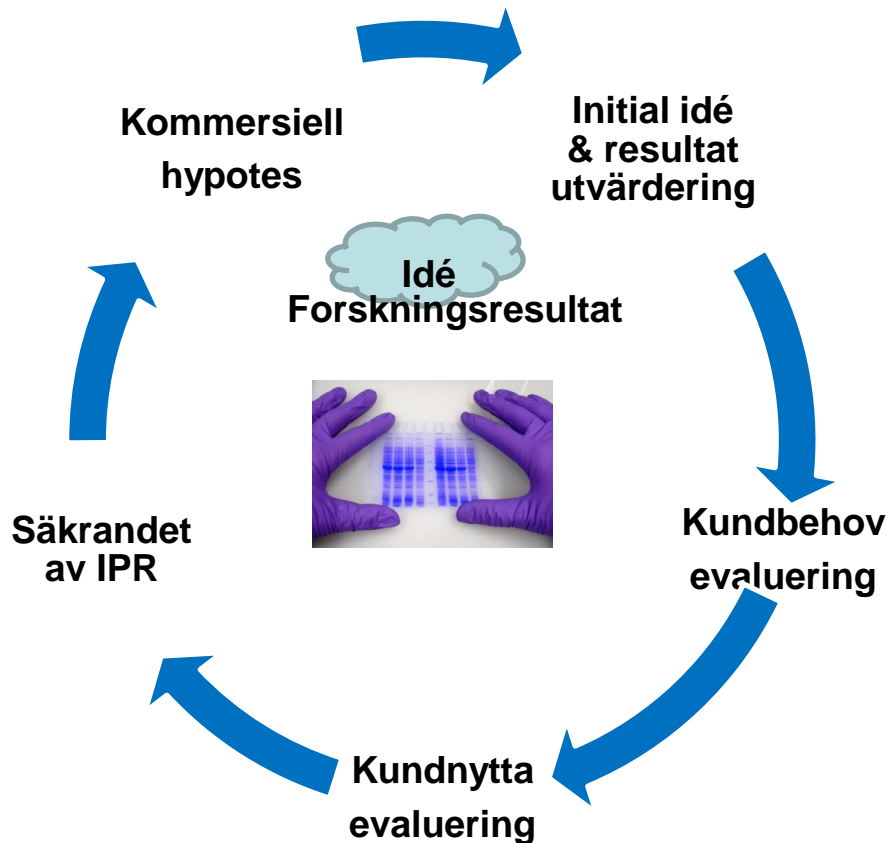 Kommersiell
hypotes
Initial idé
& resultat
utvärdering
Idé
Forskningsresultat
Säkrandet
av IPR
Kundbehov
evaluering
Kundnytta
evaluering